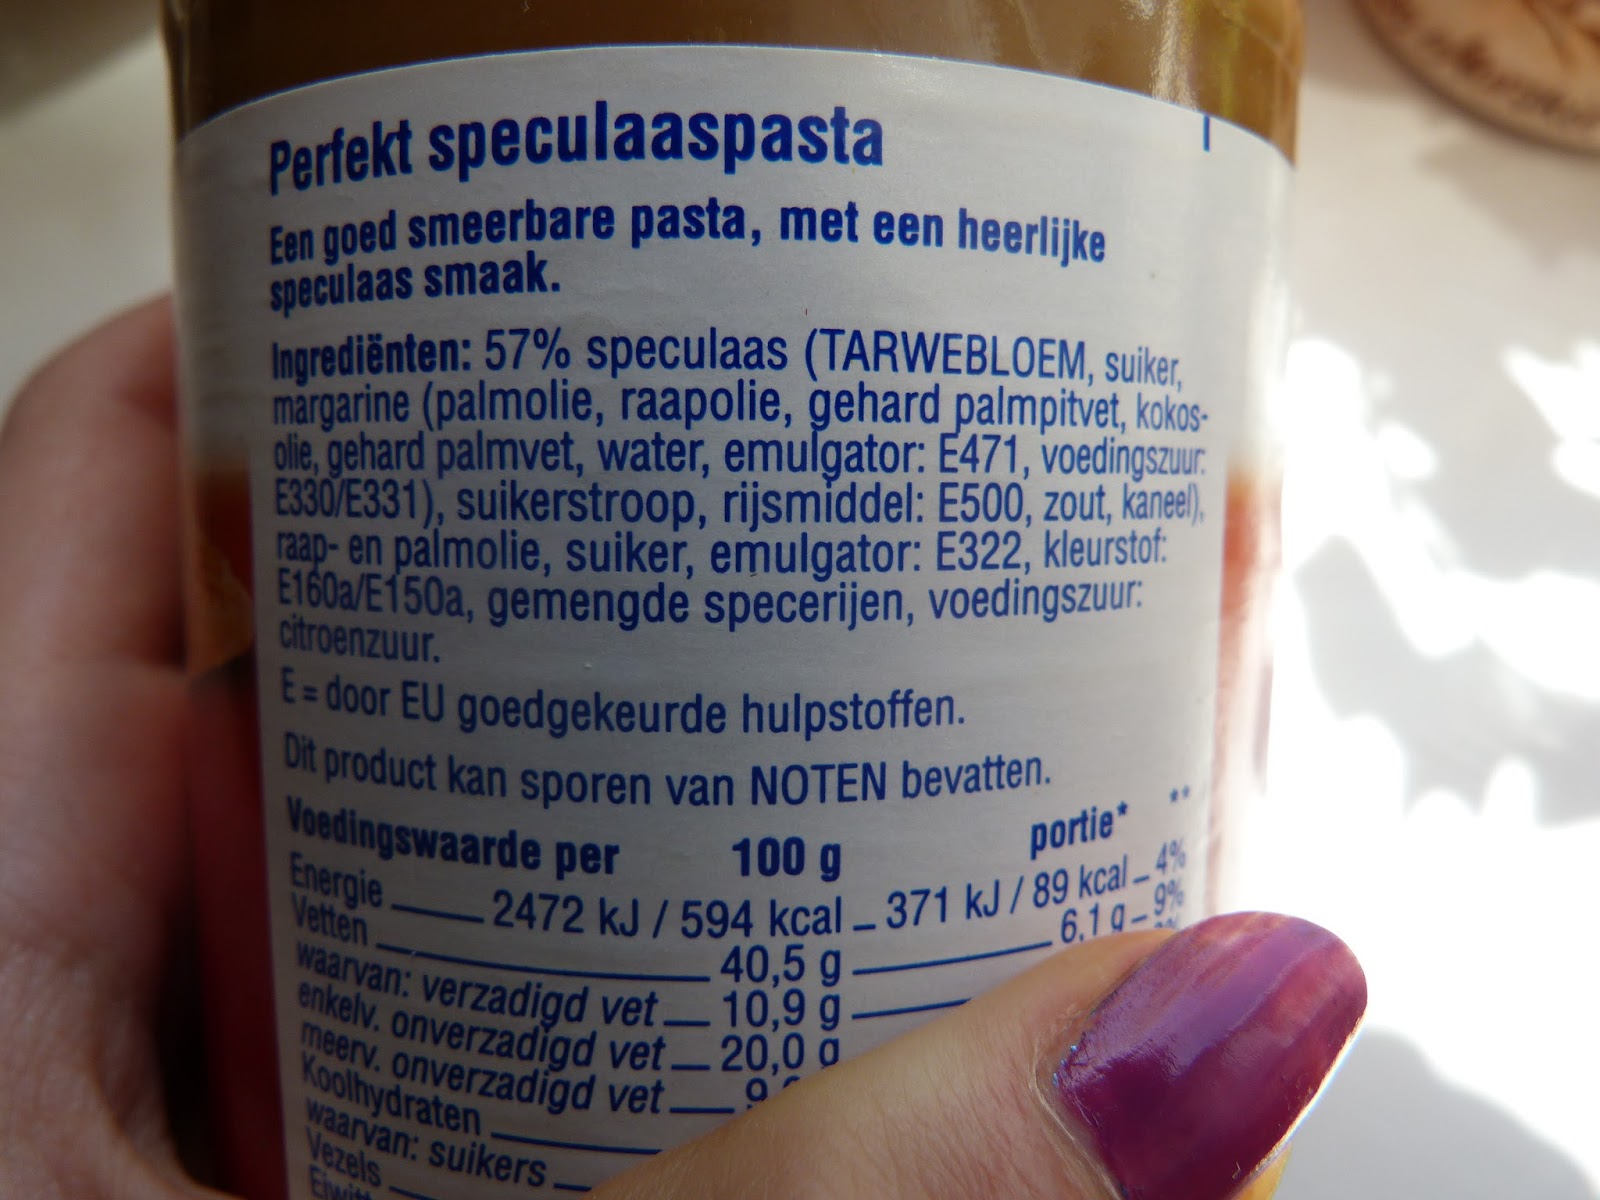 Perfekt speculaaspasta
Een goed smeerbare pasta, met een heerlijke
speculaas smaak.
Ingrediënten: 57% speculaas (TARWEBLOEM, suiker,
margarine (palmolie, raapolie, gehard palmpitvet, kokos-
olie, gehard palmvet, water, emulgator: E471, voedingszuur:
E330/E331), suikerstroop, rijsmiddel: E500, zout, kaneel),
raap- en palmolie, suiker, emulgator: E322, kleurstof:
E160a/E150a, gemengde specerijen, voedingszuur:
citroenzuur.
E = door EU goedgekeurde hulpstoffen.
Dit product kan sporen van NOTEN bevatten.
Voedingswaarde per 100 g portie* **
Energie 2472 kJ / 594 kcal 371 kJ / 89 kcal 4%
Vetten 40,5 g 6,1 g 9%
waarvan: verzadigd vet 10,9 g
enkelv. onverzadigd vet 20,0 g
meerv. onverzadigd vet
Koolhydraten
waarvan: suikers
Vezels